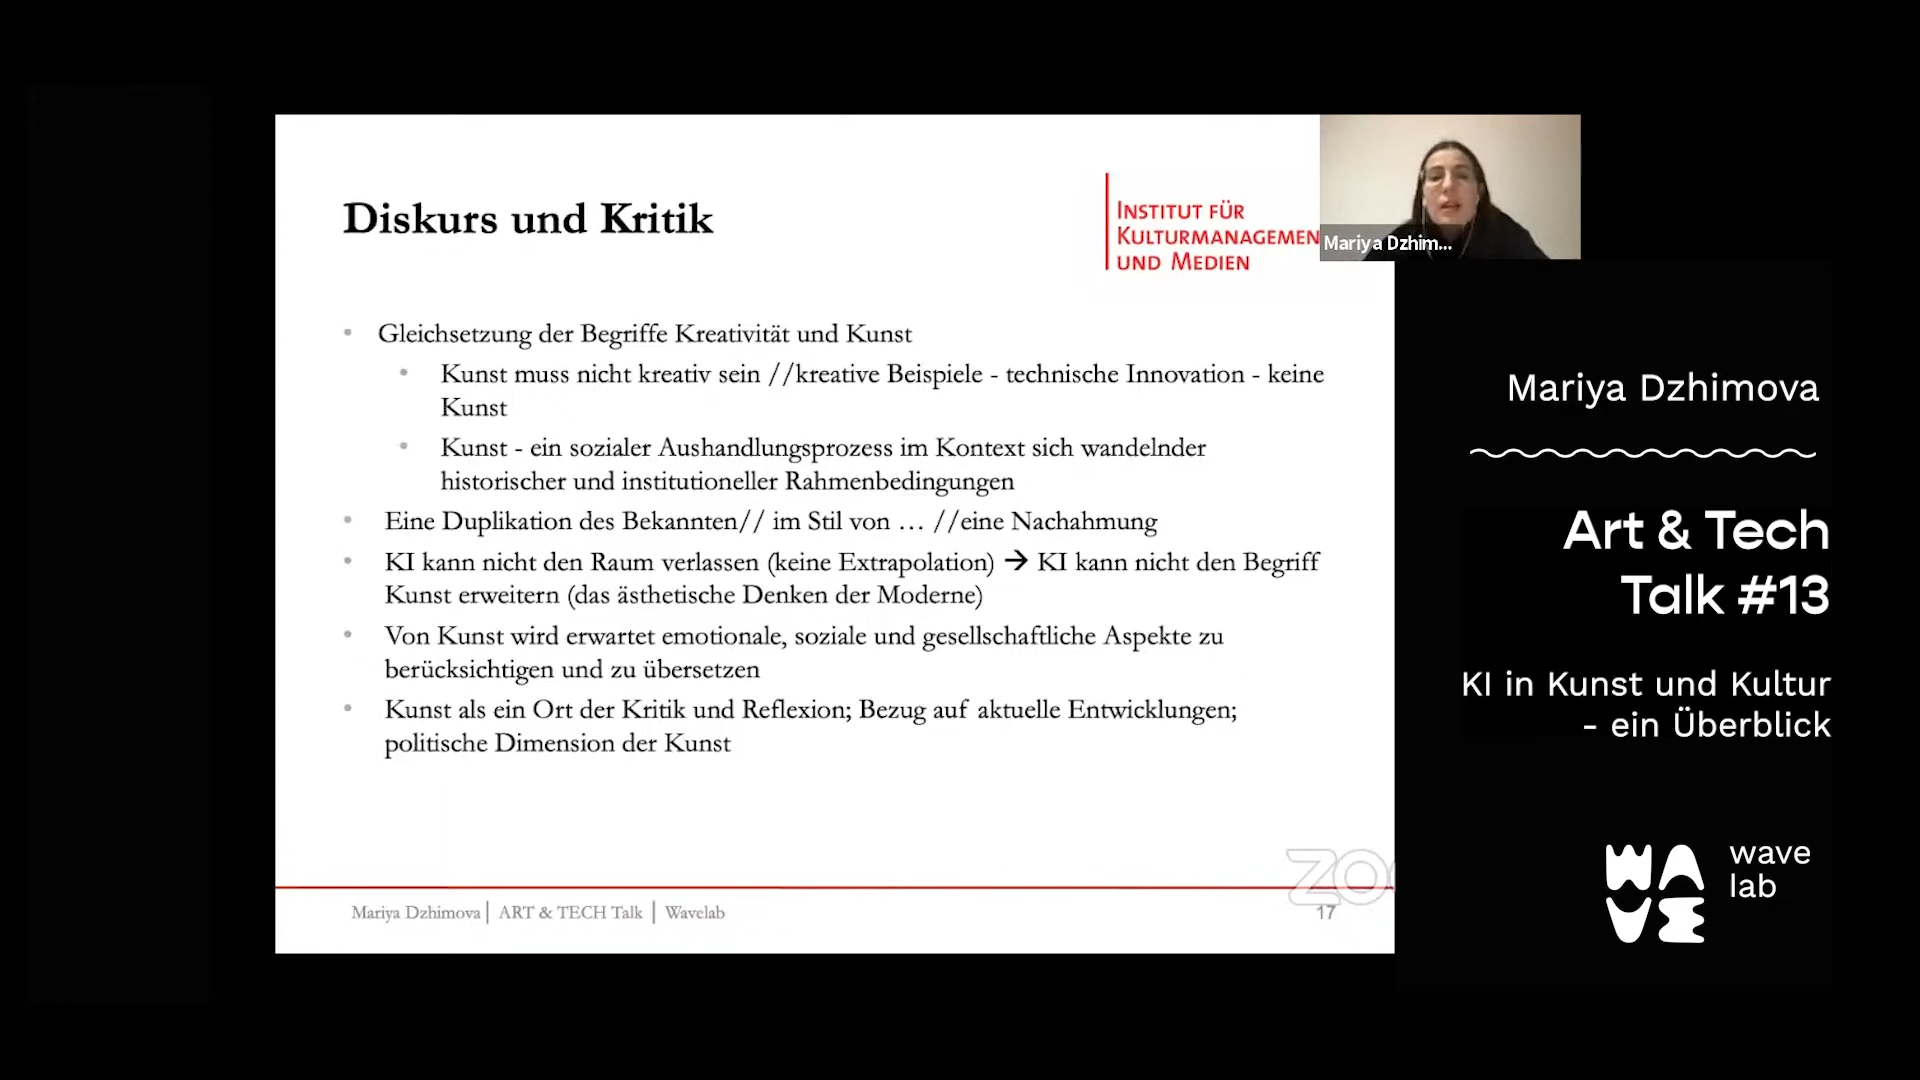 Diskurs und Kritik
INSTITUT FÜR
KULTURMANAGEMEN
UND MEDIEN
Mariya Dzhim...
• Gleichsetzung der Begriffe Kreativität und Kunst
• Kunst muss nicht kreativ sein //kreative Beispiele - technische Innovation - keine
Kunst
• Kunst - ein sozialer Aushandlungsprozess im Kontext sich wandelnder
historischer und institutioneller Rahmenbedingungen
• Eine Duplikation des Bekannten// im Stil von … //eine Nachahmung
• KI kann nicht den Raum verlassen (keine Extrapolation) → KI kann nicht den Begriff
Kunst erweitern (das ästhetische Denken der Moderne)
• Von Kunst wird erwartet emotionale, soziale und gesellschaftliche Aspekte zu
berücksichtigen und zu übersetzen
• Kunst als ein Ort der Kritik und Reflexion; Bezug auf aktuelle Entwicklungen;
politische Dimension der Kunst
Mariya Dzhimova | ART & TECH Talk | Wavelab
17
ZO
Mariya Dzhimova
Art & Tech
Talk #13
KI in Kunst und Kultur
- ein Überblick
WA
VE
wave
lab